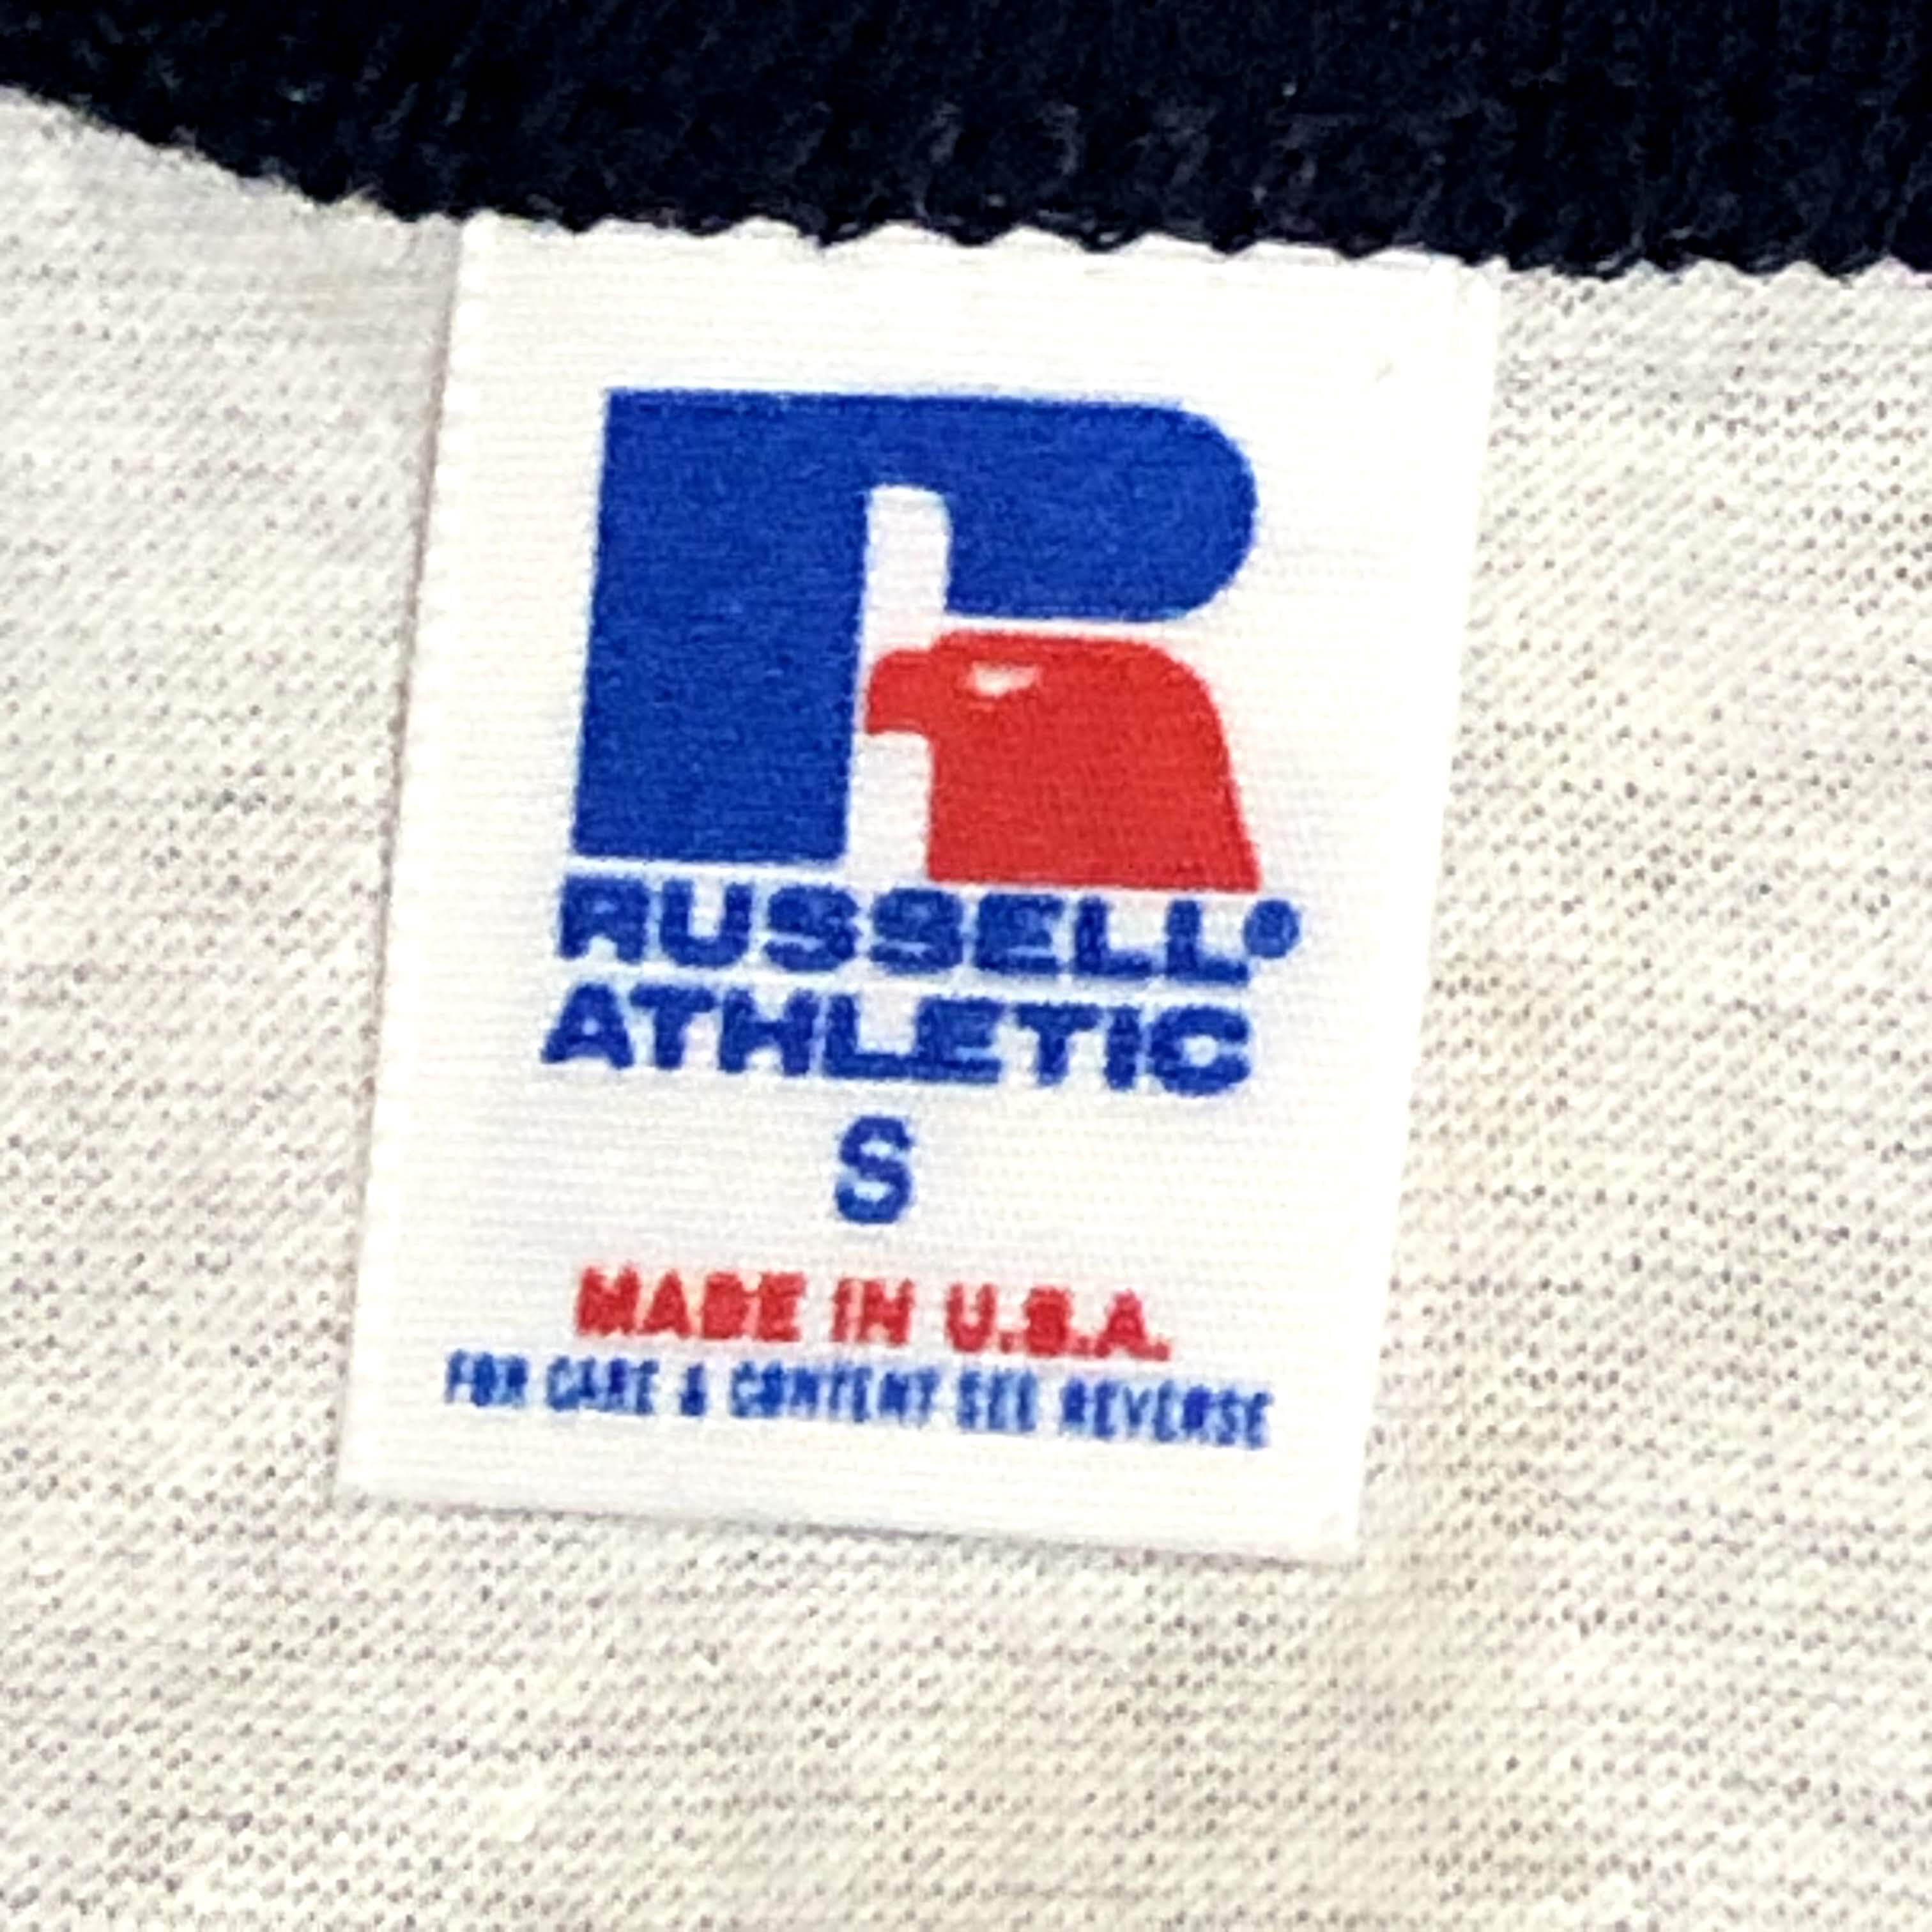 RUSSELL®
ATHLETIC
S
MADE IN U.S.A.
FOR CARE & CONTENT SEE REVERSE